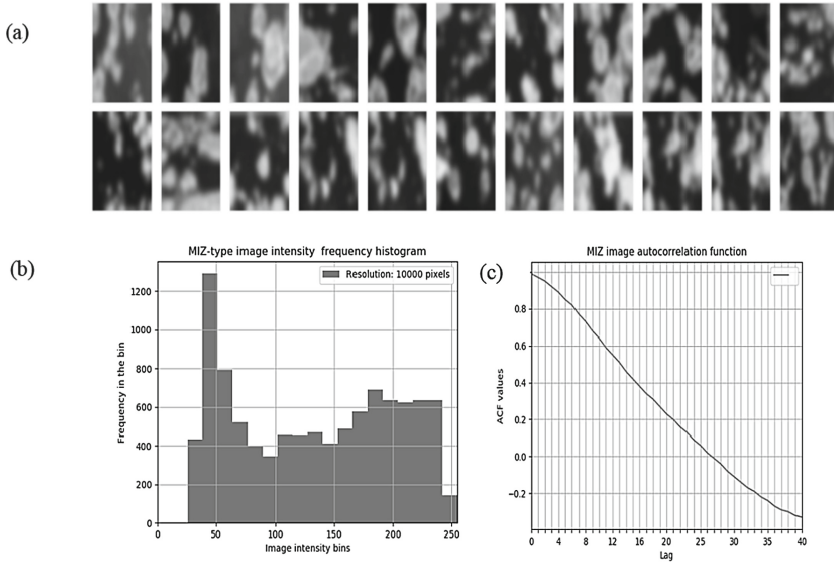 (a)
(b)
MIZ-type image intensity frequency histogram
Resolution: 10000 pixels
1200
1000
800
600
400
200
0
Frequency in the bin
0 50 100 150 200 250
Image intensity bins
(c)
MIZ image autocorrelation function
0.8
0.6
0.4
0.2
0.0
−0.2
ACF values
0 4 8 12 16 20 24 30 35 40
Lag